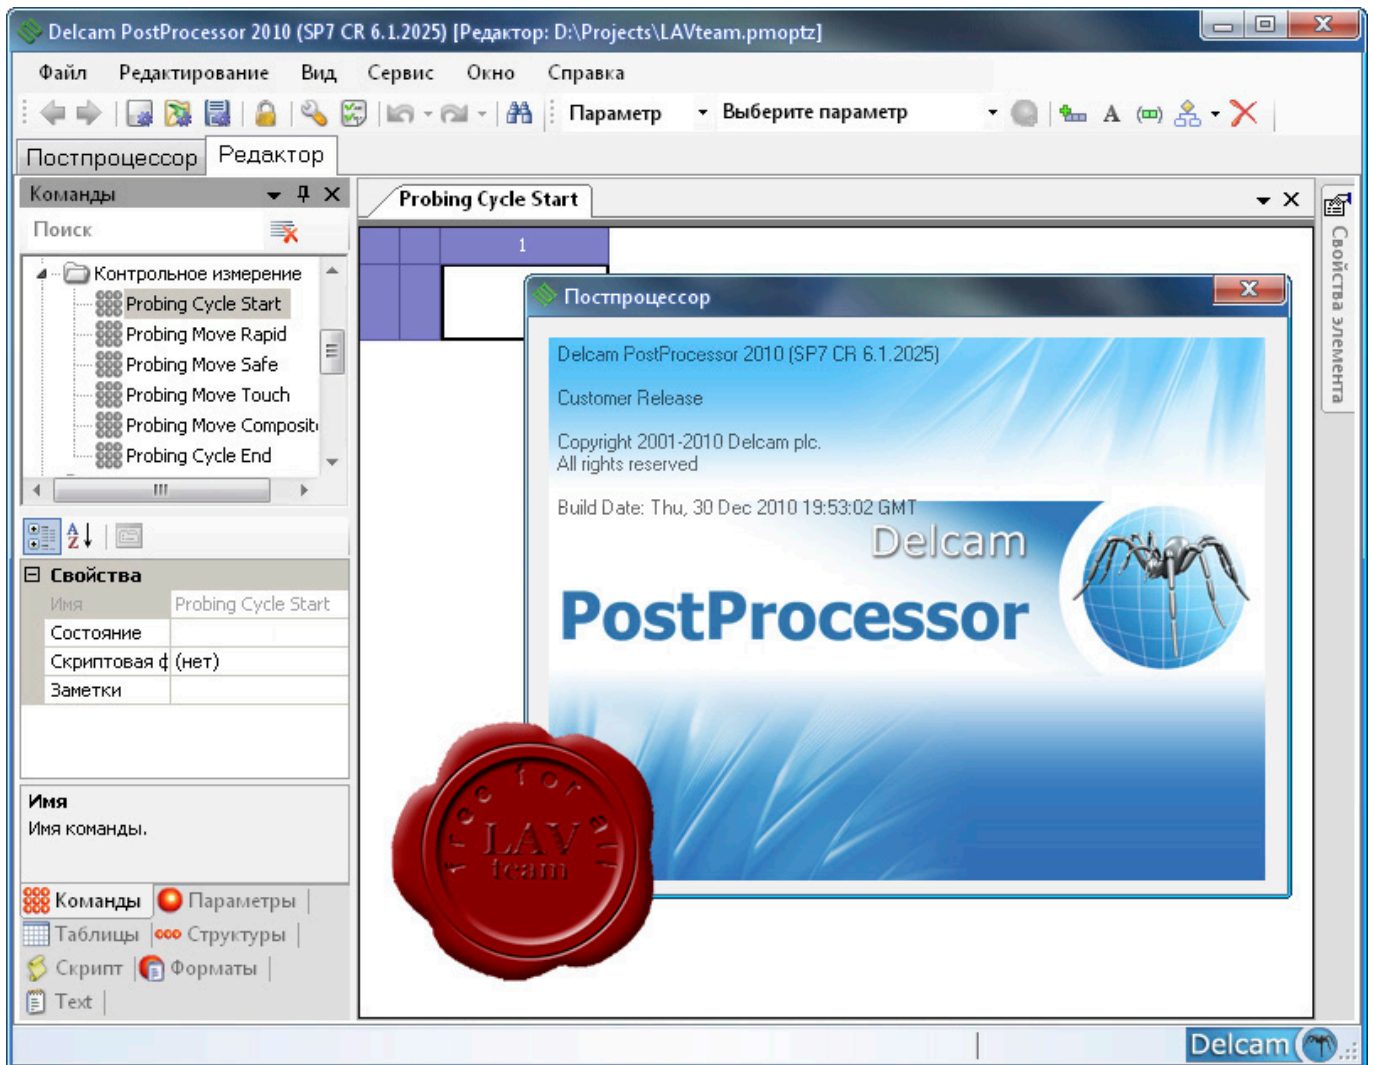 Delcam PostProcessor 2010 (SP7 CR 6.1.2025) [Редактор: D:\Projects\LAVteam.pmoptz]
Файл Редактирование Вид Сервис Окно Справка
Параметр Выберите параметр
Постпроцессор Редактор
Команды
Поиск
Контрольное измерение
Probing Cycle Start
Probing Move Rapid
Probing Move Safe
Probing Move Touch
Probing Move Composit
Probing Cycle End
Свойства
Имя Probing Cycle Start
Состояние
Скриптовая ф (нет)
Заметки
Имя
Имя команды.
Команды Параметры
Таблицы Структуры
Скрипт Форматы
Text
Probing Cycle Start
1
Постпроцессор
Delcam PostProcessor 2010 (SP7 CR 6.1.2025)
Customer Release
Copyright 2001-2010 Delcam plc.
All rights reserved
Build Date: Thu, 30 Dec 2010 19:53:02 GMT
Delcam
PostProcessor
free for all
LAV
team
Свойства элемента
Delcam